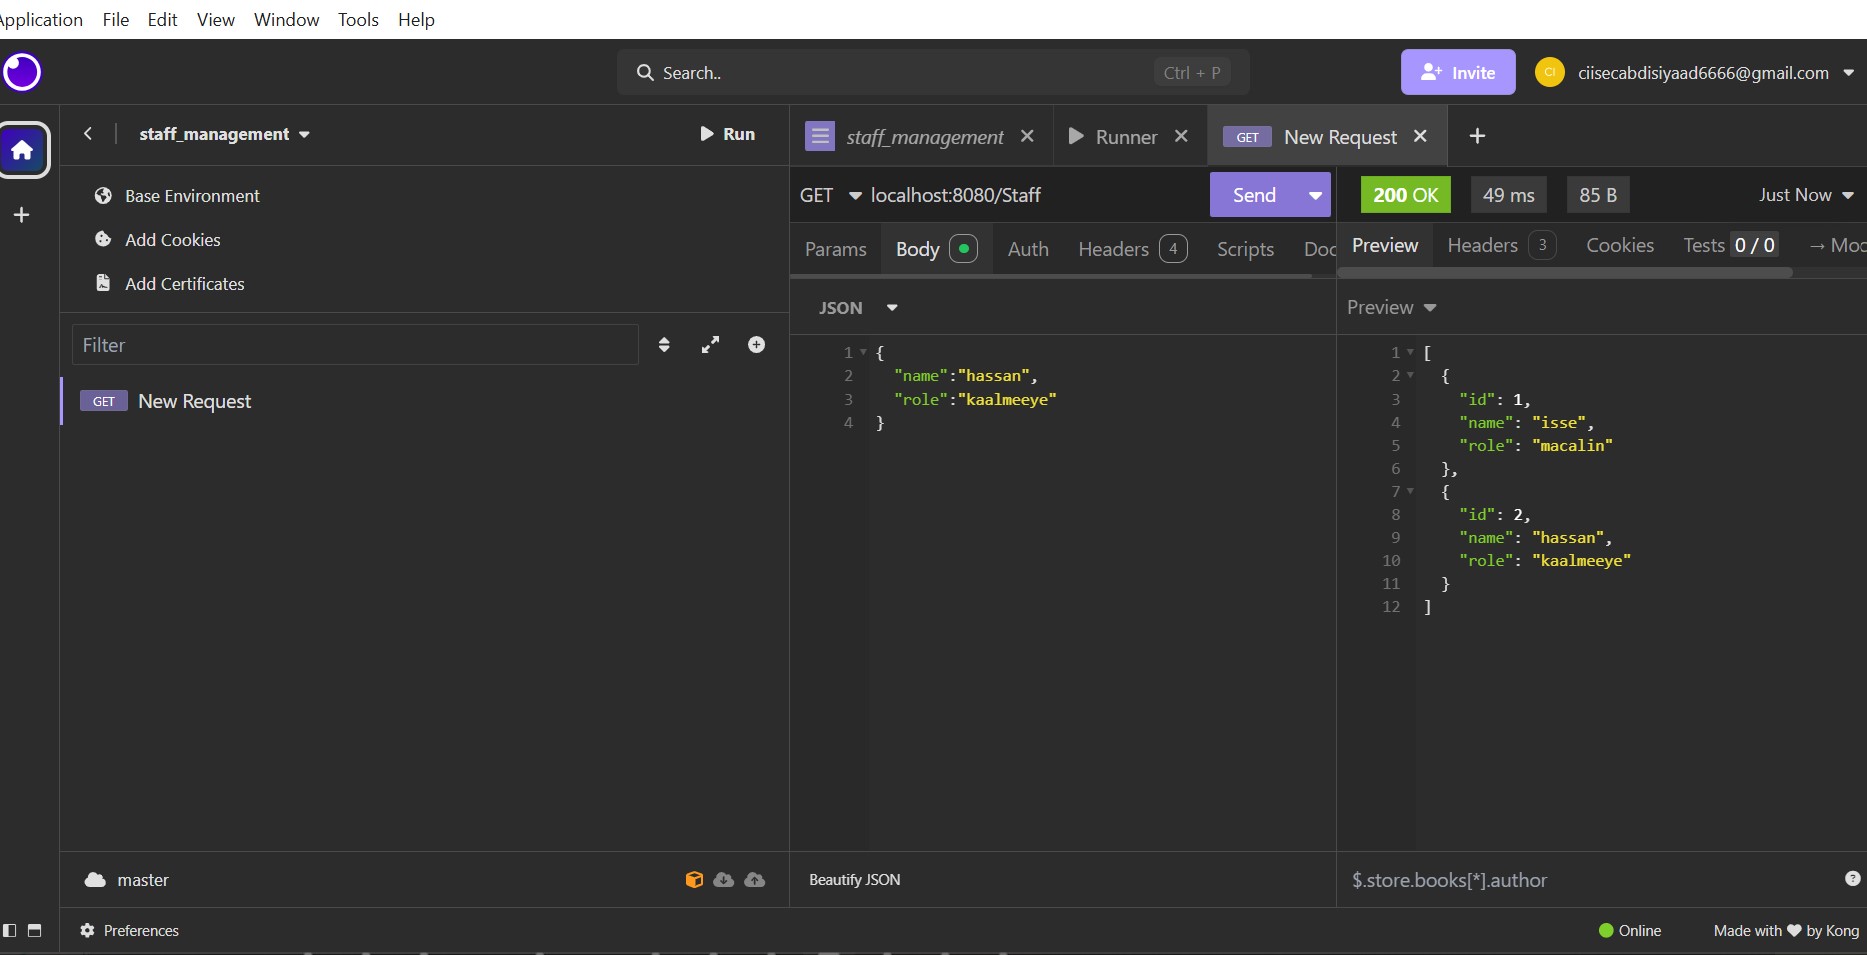 Application File Edit View Window Tools Help
Search.. Ctrl + P
Invite
CI ciisecabdisiyaad6666@gmail.com
staff_management
Run
Base Environment
Add Cookies
Add Certificates
Filter
GET New Request
master
Preferences
staff_management
Runner
GET New Request
GET localhost:8080/Staff
Send
Params Body Auth Headers 4 Scripts Doc
JSON
1 {
2 "name":"hassan",
3 "role":"kaalmeeye"
4 }
Beautify JSON
200 OK 49 ms 85 B Just Now
Preview Headers 3 Cookies Tests 0 / 0 → Moc
Preview
1 [
2 {
3 "id": 1,
4 "name": "isse",
5 "role": "macalin"
6 },
7 {
8 "id": 2,
9 "name": "hassan",
10 "role": "kaalmeeye"
11 }
12 ]
$.store.books[*].author ?
Online Made with by Kong